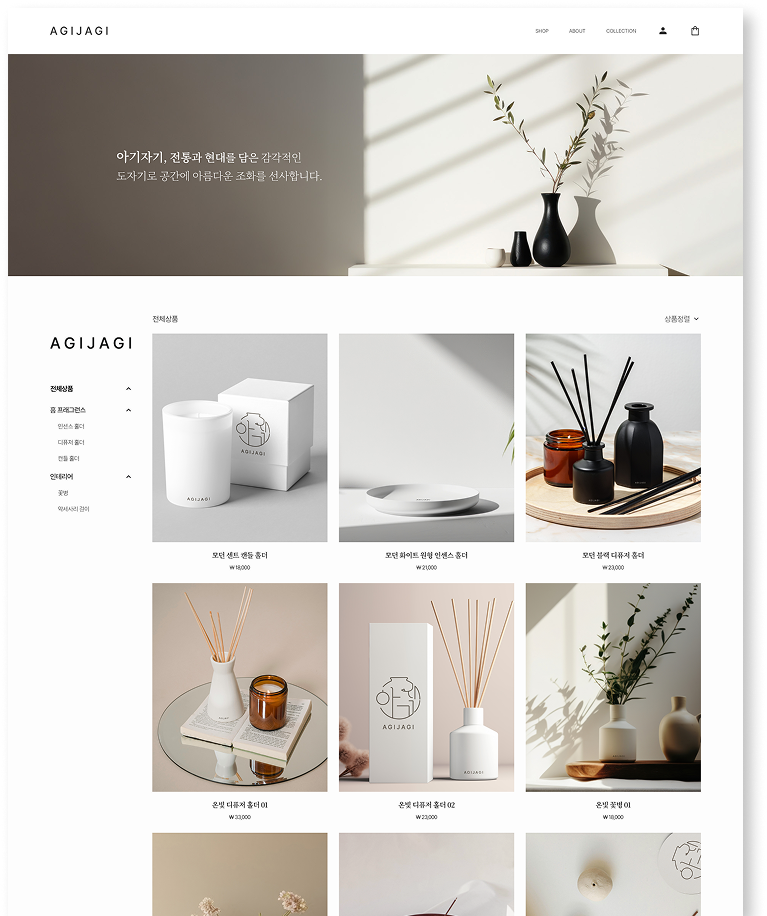 AGIJAGI
SHOP ABOUT COLLECTION
아기자기, 전통과 현대를 담은 감각적인
도자기로 공간에 아름다운 조화를 선사합니다.
전체상품
상품정렬
AGIJAGI
전체상품
홈 프래그런스
인센스 홀더
디퓨저 홀더
캔들 홀더
인테리어
꽃병
악세사리 걸이
아기
AGIJAGI
AGIJAGI
모던 센트 캔들 홀더
₩18,000
모던 화이트 원형 인센스 홀더
₩21,000
모던 블랙 디퓨저 홀더
₩23,000
아기
AGIJAGI
AGIJAGI
온빛 디퓨저 홀더 01
₩33,000
온빛 디퓨저 홀더 02
₩23,000
온빛 꽃병 01
₩18,000